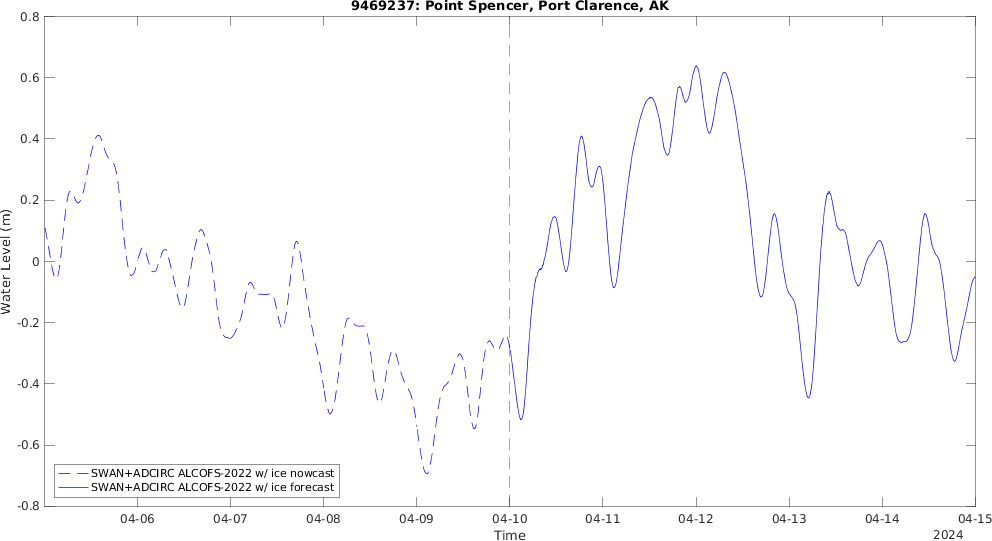 9469237: Point Spencer, Port Clarence, AK
0.8
0.6
0.4
0.2
0
-0.2
-0.4
-0.6
-0.8
Water Level (m)
SWAN+ADCIRC ALCOFS-2022 w/ ice nowcast
SWAN+ADCIRC ALCOFS-2022 w/ ice forecast
04-06 04-07 04-08 04-09 04-10 04-11 04-12 04-13 04-14 04-15
Time
2024